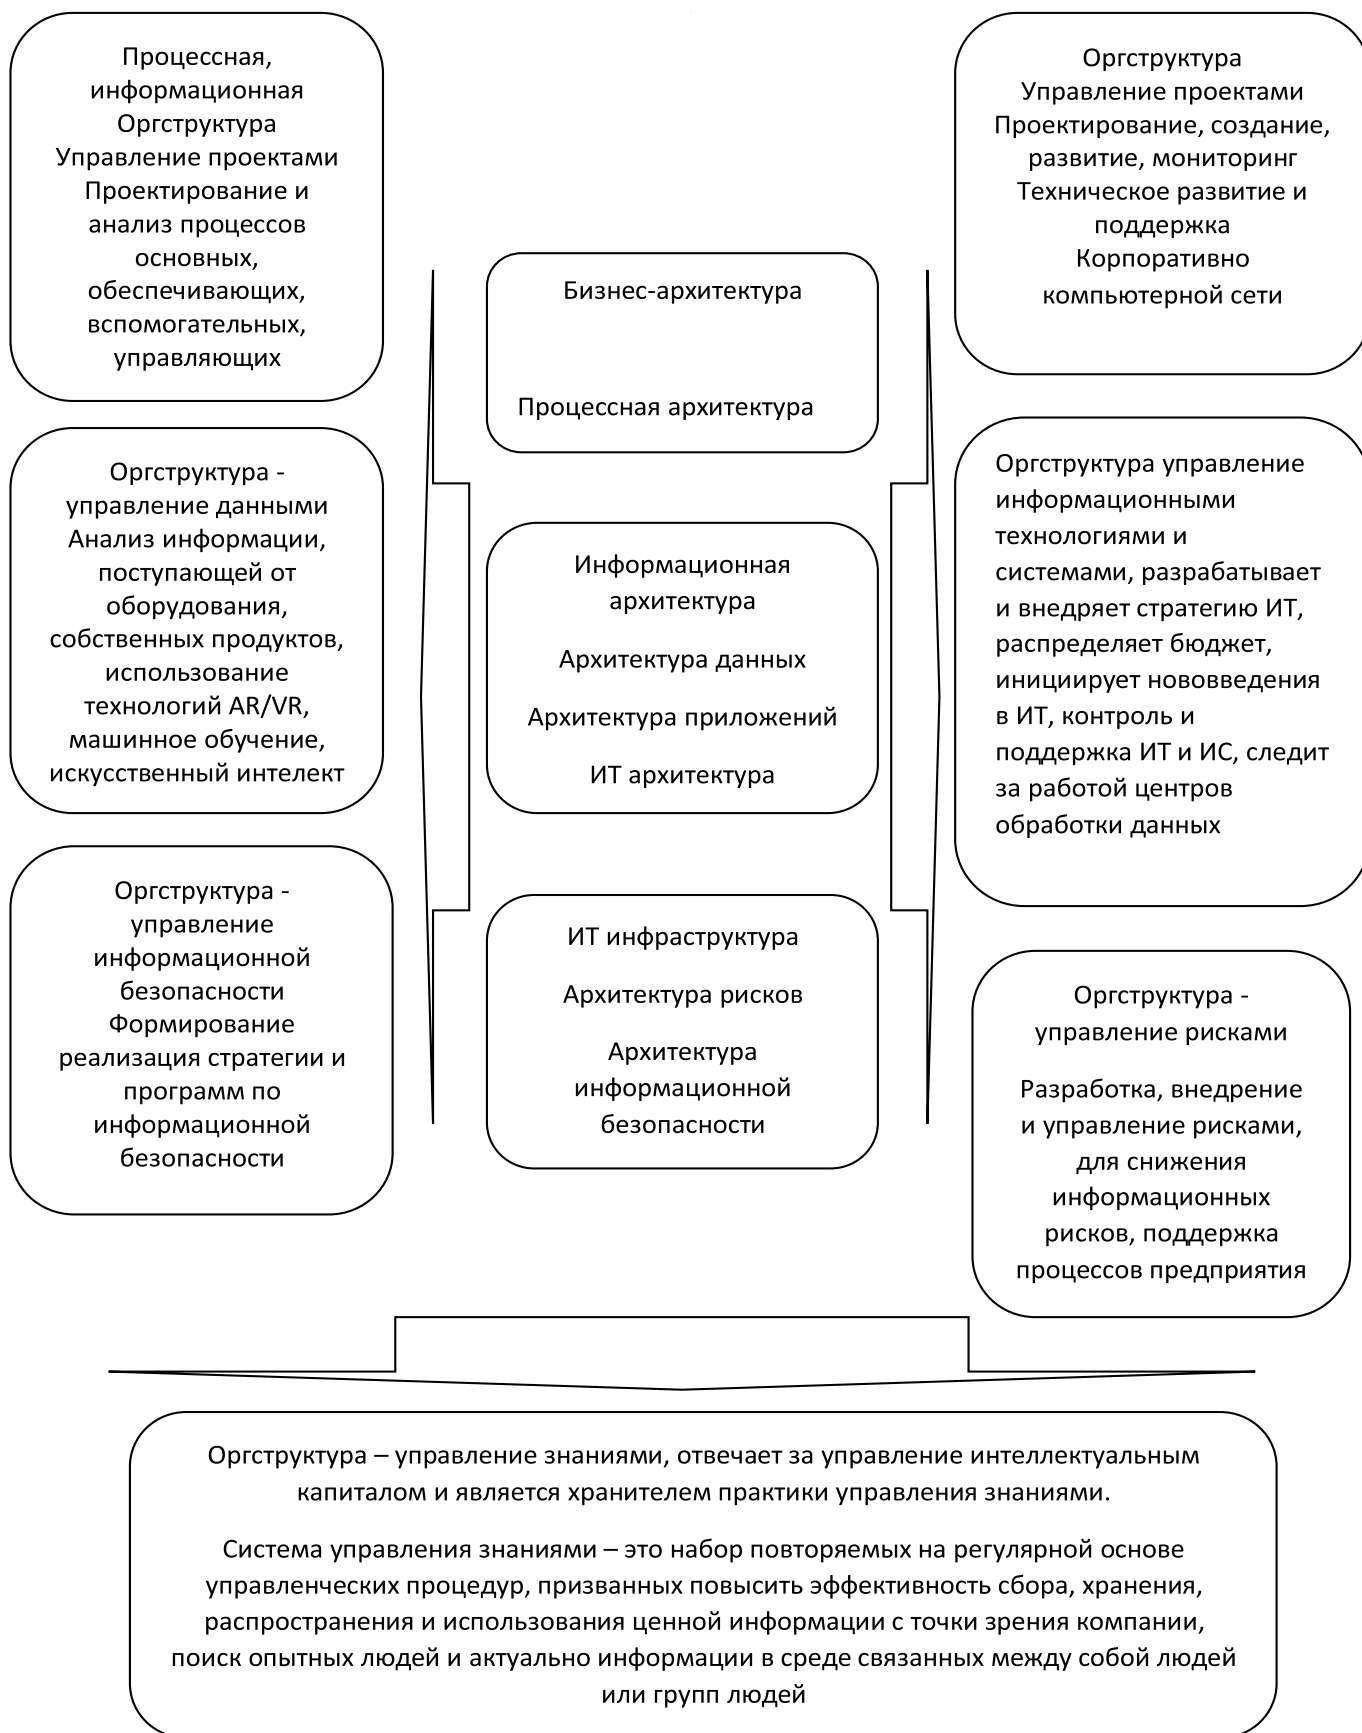 Процессная,
информационная
Оргструктура
Управление проектами
Проектирование и
анализ процессов
основных,
обеспечивающих,
вспомогательных,
управляющих
Оргструктура -
управление данными
Анализ информации,
поступающей от
оборудования,
собственных продуктов,
использование
технологий AR/VR,
машинное обучение,
искусственный интелект
Оргструктура -
управление
информационной
безопасности
Формирование
реализация стратегии и
программ по
информационной
безопасности
Бизнес-архитектура
Процессная архитектура
Информационная
архитектура
Архитектура данных
Архитектура приложений
ИТ архитектура
ИТ инфраструктура
Архитектура рисков
Архитектура
информационной
безопасности
Оргструктура
Управление проектами
Проектирование, создание,
развитие, мониторинг
Техническое развитие и
поддержка
Корпоративно
компьютерной сети
Оргструктура управление
информационными
технологиями и
системами, разрабатывает
и внедряет стратегию ИТ,
распределяет бюджет,
инициирует нововведения
в ИТ, контроль и
поддержка ИТ и ИС, следит
за работой центров
обработки данных
Оргструктура -
управление рисками
Разработка, внедрение
и управление рисками,
для снижения
информационных
рисков, поддержка
процессов предприятия
Оргструктура – управление знаниями, отвечает за управление интеллектуальным
капиталом и является хранителем практики управления знаниями.
Система управления знаниями – это набор повторяемых на регулярной основе
управленческих процедур, призванных повысить эффективность сбора, хранения,
распространения и использования ценной информации с точки зрения компании,
поиск опытных людей и актуально информации в среде связанных между собой людей
или групп людей